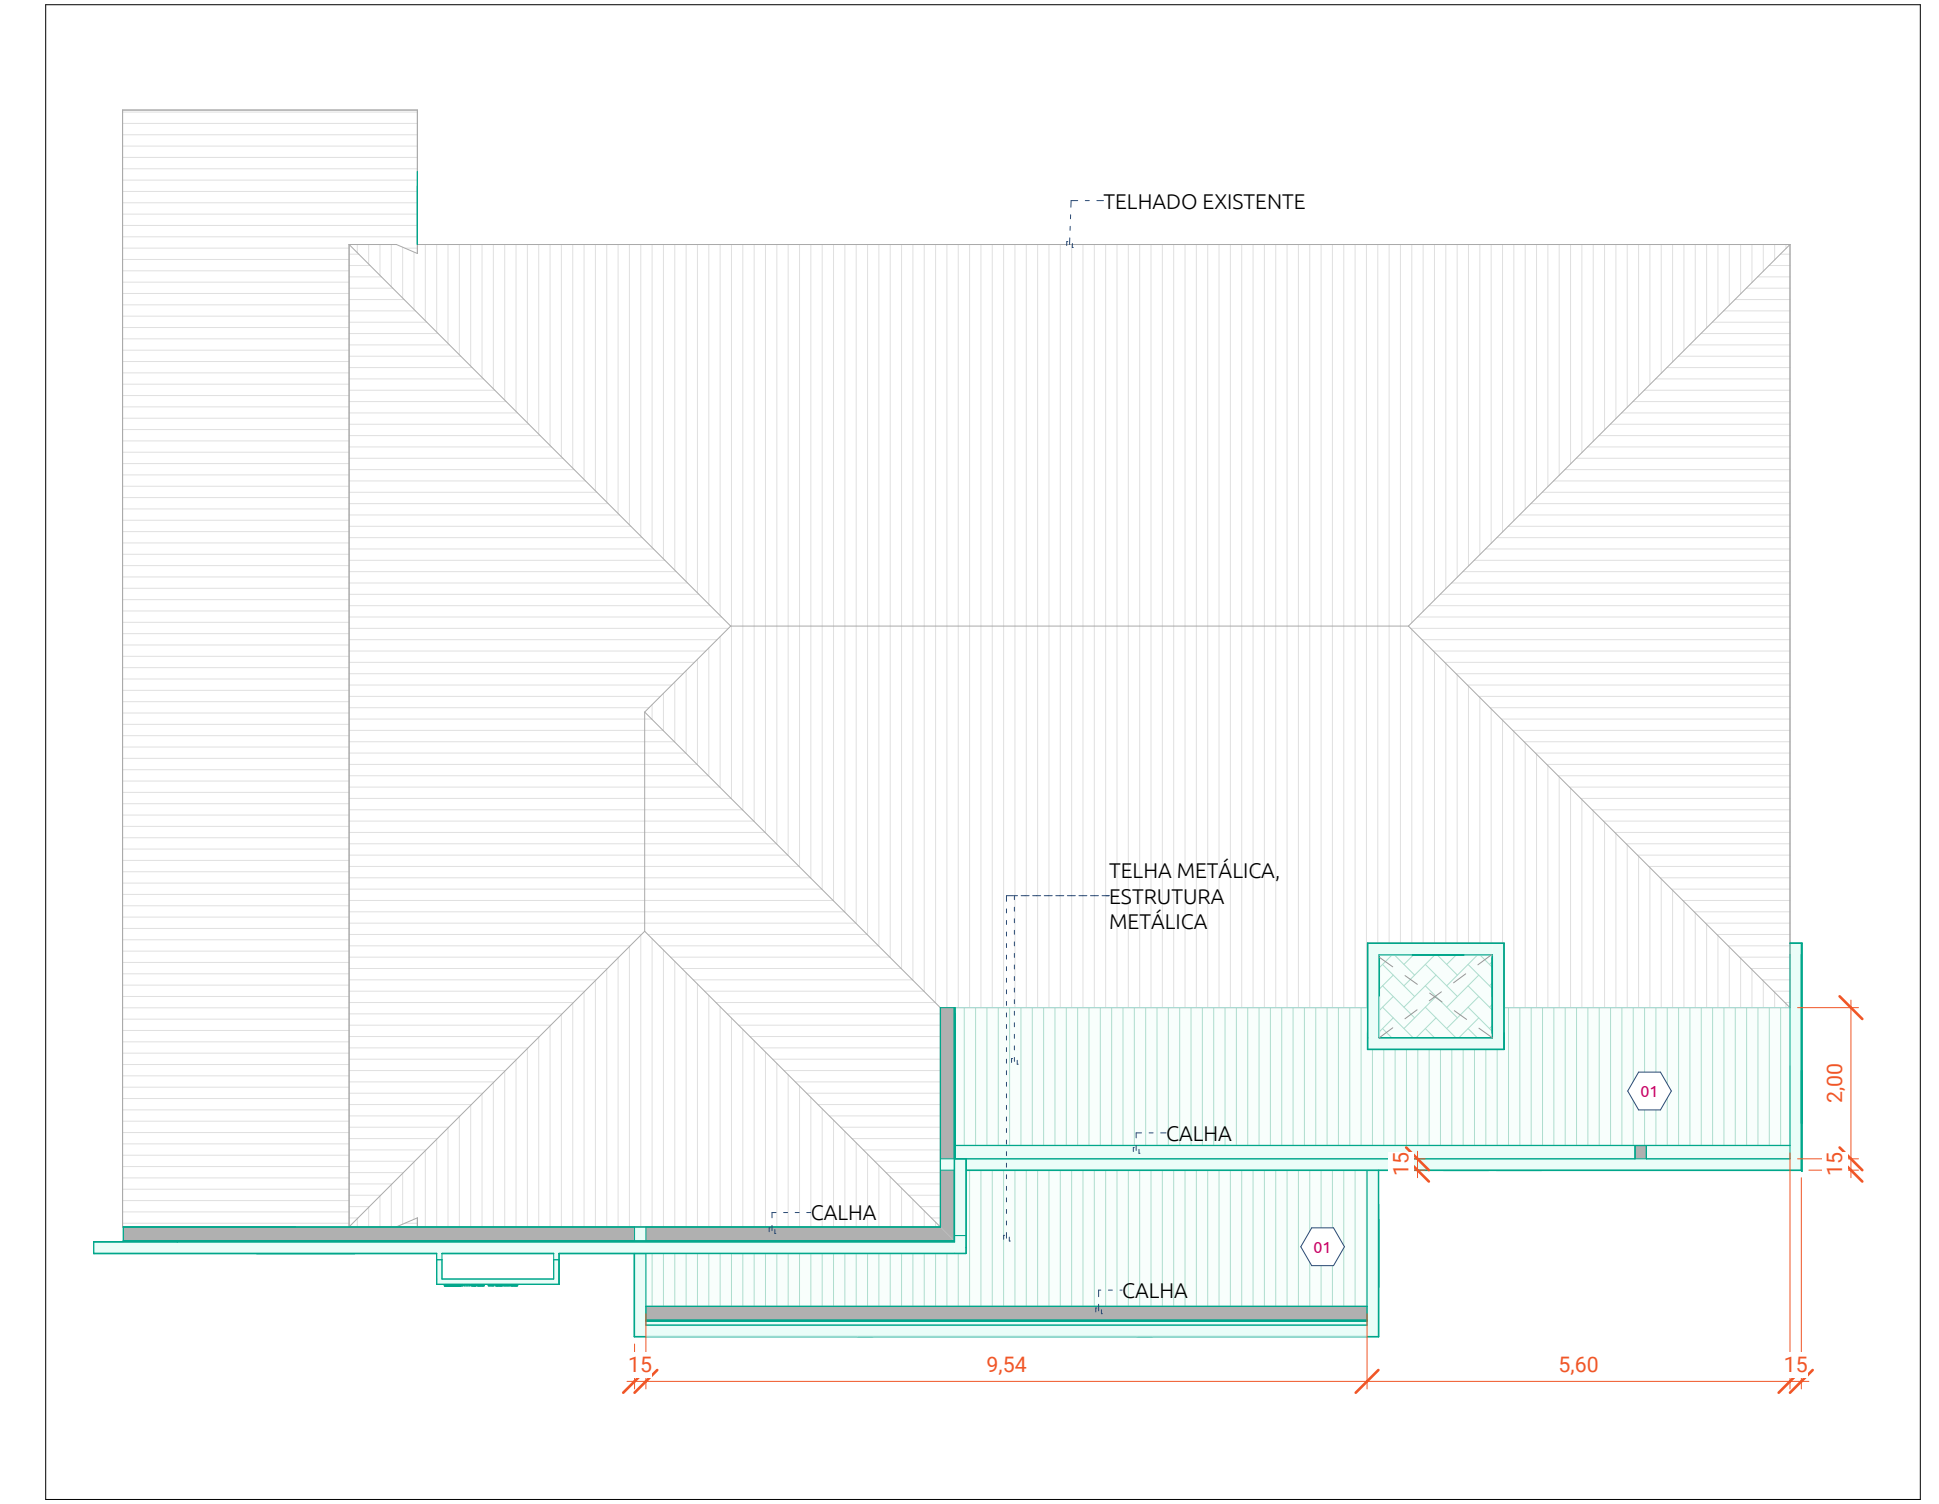 TELHADO EXISTENTE
TELHA METÁLICA,
ESTRUTURA
METÁLICA
01
2,00
CALHA
15
15
CALHA
01
CALHA
15
9,54
5,60
15